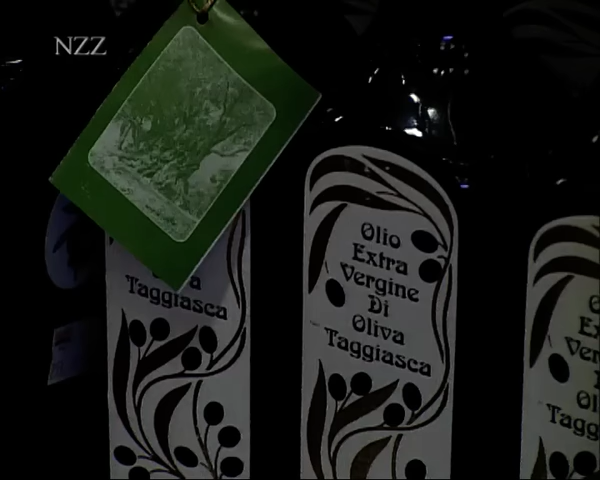 NZZ
a
Taggiasca
Olio
Extra
Vergine
Di
Oliva
Taggiasca